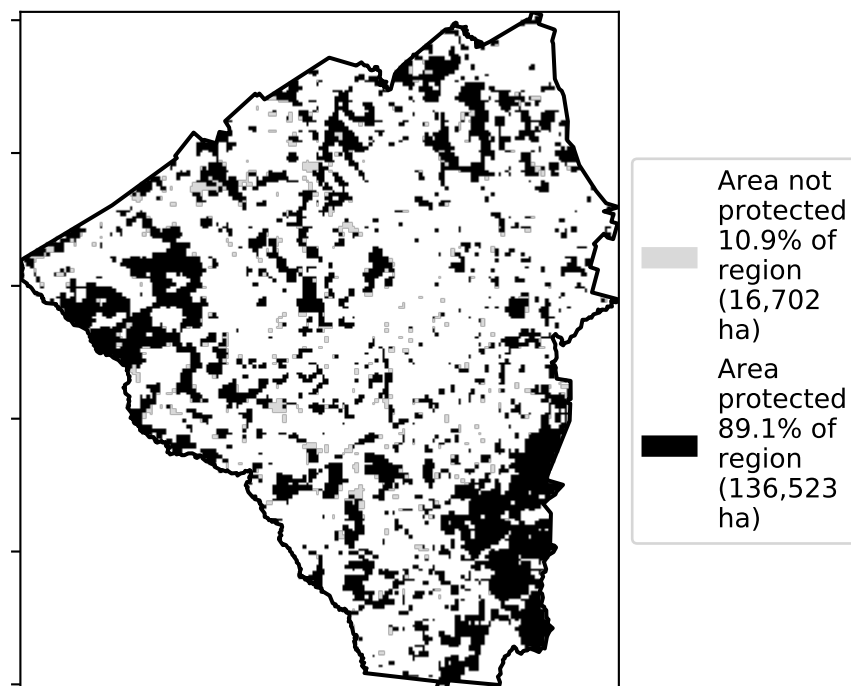 Area not
protected
10.9% of
region
(16,702
ha)
Area
protected
89.1% of
region
(136,523
ha)